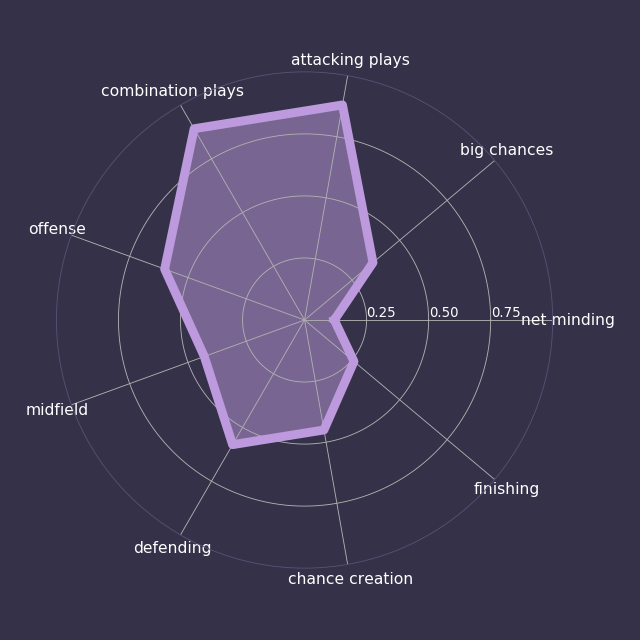 attacking plays
combination plays
big chances
offense
0.25 0.50 0.75
net minding
midfield
finishing
defending
chance creation